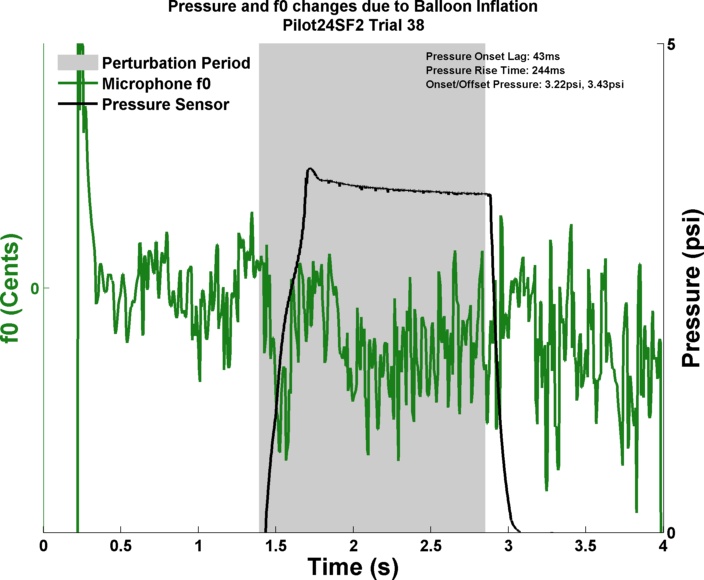 Pressure and f0 changes due to Balloon Inflation
Pilot24SF2 Trial 38
Perturbation Period
Microphone f0
Pressure Sensor
Pressure Onset Lag: 43ms
Pressure Rise Time: 244ms
Onset/Offset Pressure: 3.22psi, 3.43psi
5
0
f0 (Cents)
Pressure (psi)
0
0 0.5 1 1.5 2 2.5 3 3.5 4
Time (s)